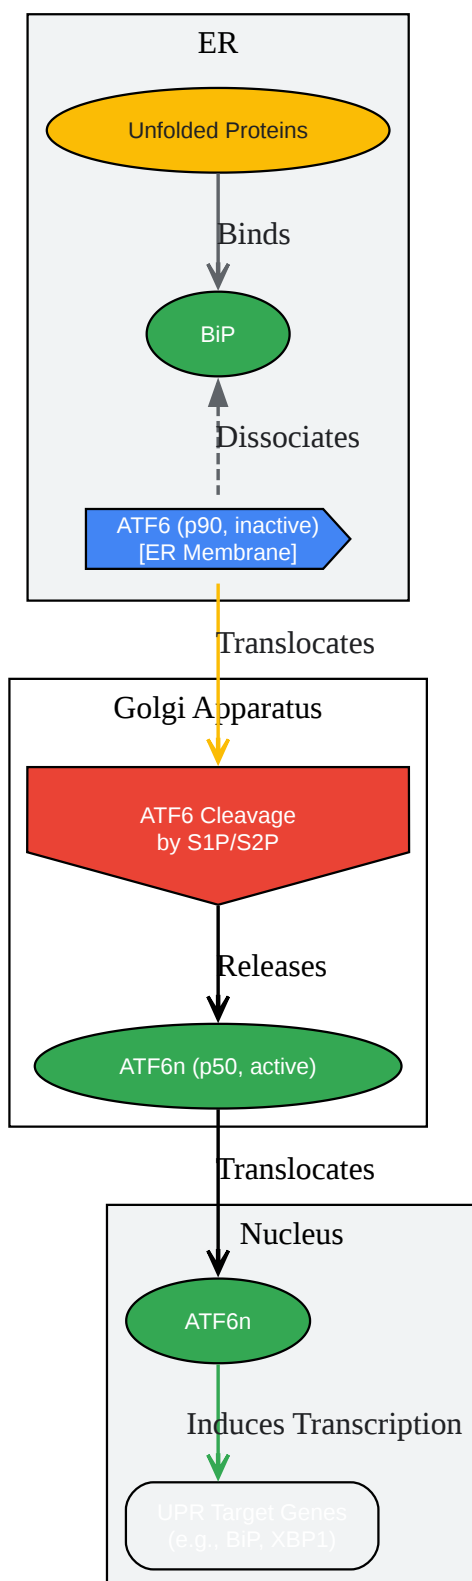 ER
Unfolded Proteins
Binds
BiP
Dissociates
ATF6 (p90, inactive)
[ER Membrane]
Translocates
Golgi Apparatus
ATF6 Cleavage
by S1P/S2P
Releases
ATF6n (p50, active)
Translocates
Nucleus
ATF6n
Induces Transcription
UPR Target Genes
(e.g., BiP, XBP1)